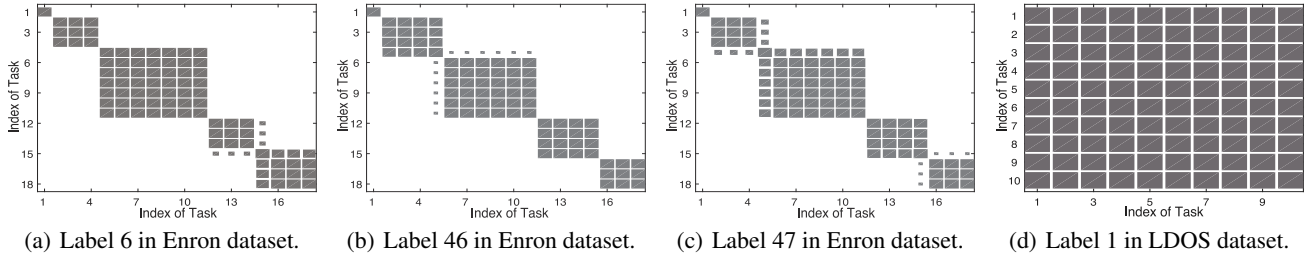 1
3
6
9
12
15
18
Index of Task
1 4 7 10 13 16
Index of Task
(a) Label 6 in Enron dataset.
1
3
6
9
12
15
18
Index of Task
1 4 7 10 13 16
Index of Task
(b) Label 46 in Enron dataset.
1
3
6
9
12
15
18
Index of Task
1 4 7 10 13 16
Index of Task
(c) Label 47 in Enron dataset.
1
2
3
4
5
6
7
8
9
10
Index of Task
1 3 5 7 9
Index of Task
(d) Label 1 in LDOS dataset.